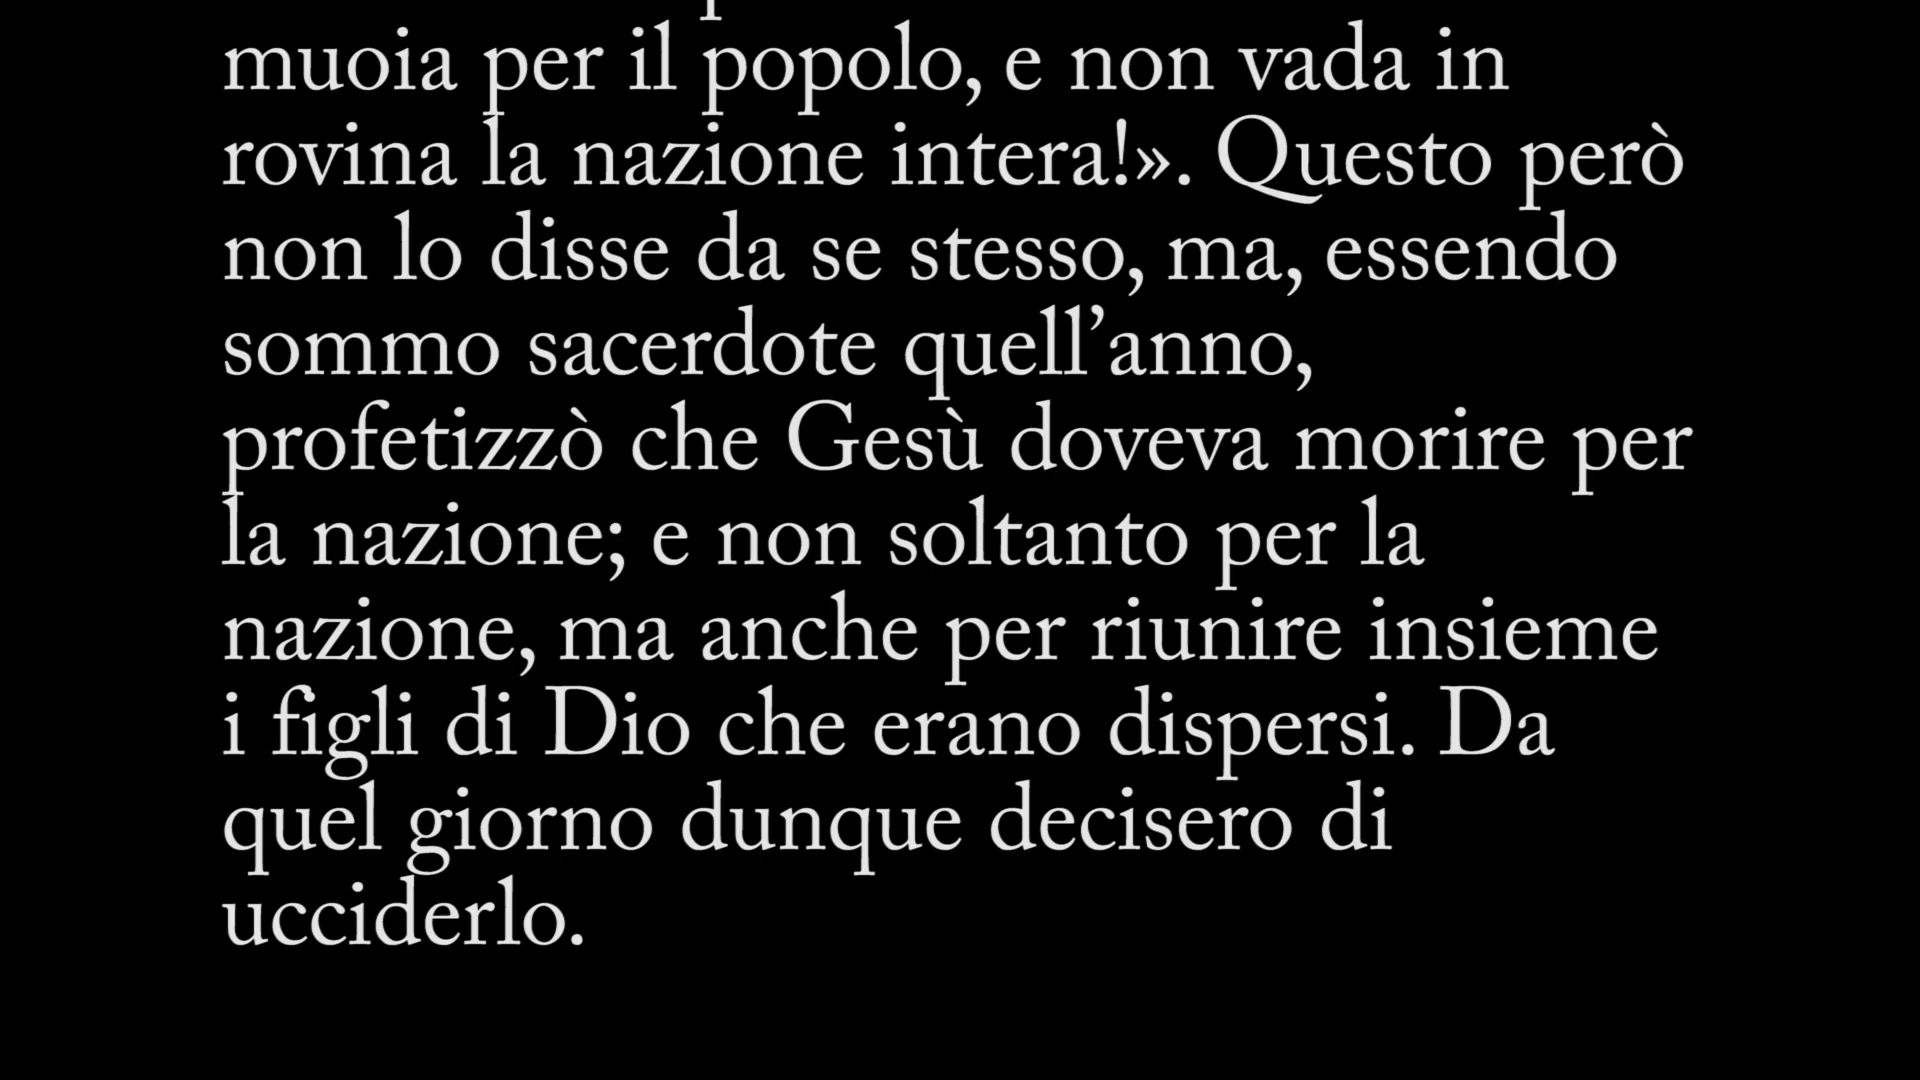 muoia per il popolo, e non vada in
rovina la nazione intera!». Questo però
non lo disse da se stesso, ma, essendo
sommo sacerdote quell’anno,
profetizzò che Gesù doveva morire per
la nazione; e non soltanto per la
nazione, ma anche per riunire insieme
i figli di Dio che erano dispersi. Da
quel giorno dunque decisero di
ucciderlo.